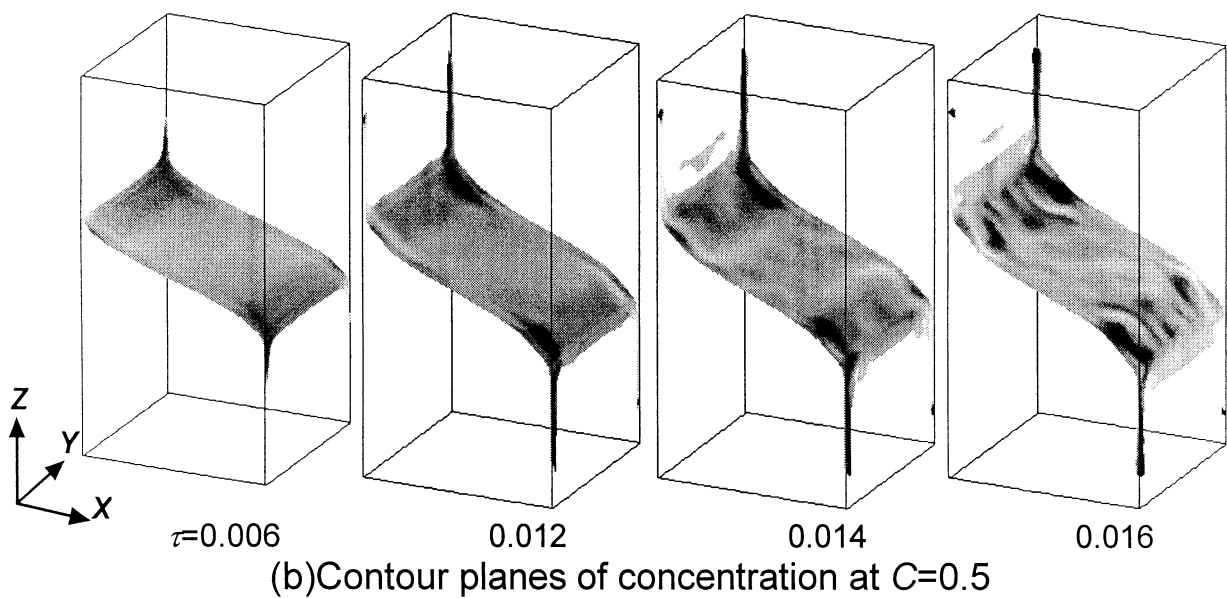 Z
Y
X
τ=0.006 0.012 0.014 0.016
(b)Contour planes of concentration at C=0.5